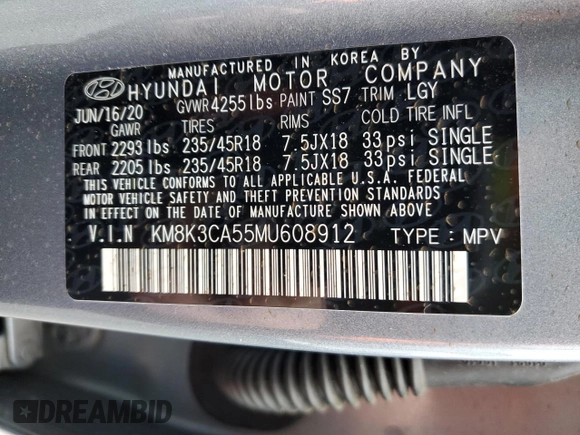 MANUFACTURED IN KOREA BY
HYUNDAI MOTOR COMPANY
JUN/16/20 GVWR 4255lbs PAINT SS7 TRIM LGY
GAWR TIRES RIMS COLD TIRE INFL
FRONT 2293 lbs 235/45R18 7.5JX18 33psi SINGLE
REAR 2205 lbs 235/45R18 7.5JX18 33psi SINGLE
THIS VEHICLE CONFORMS TO ALL APPLICABLE U.S.A. FEDERAL
MOTOR VEHICLE SAFETY AND THEFT PREVENTION STANDARDS
IN EFFECT ON THE DATE OF MANUFACTURE SHOWN ABOVE.
V.I.N KM8K3CA55MU608912 TYPE: MPV
DREAMBID